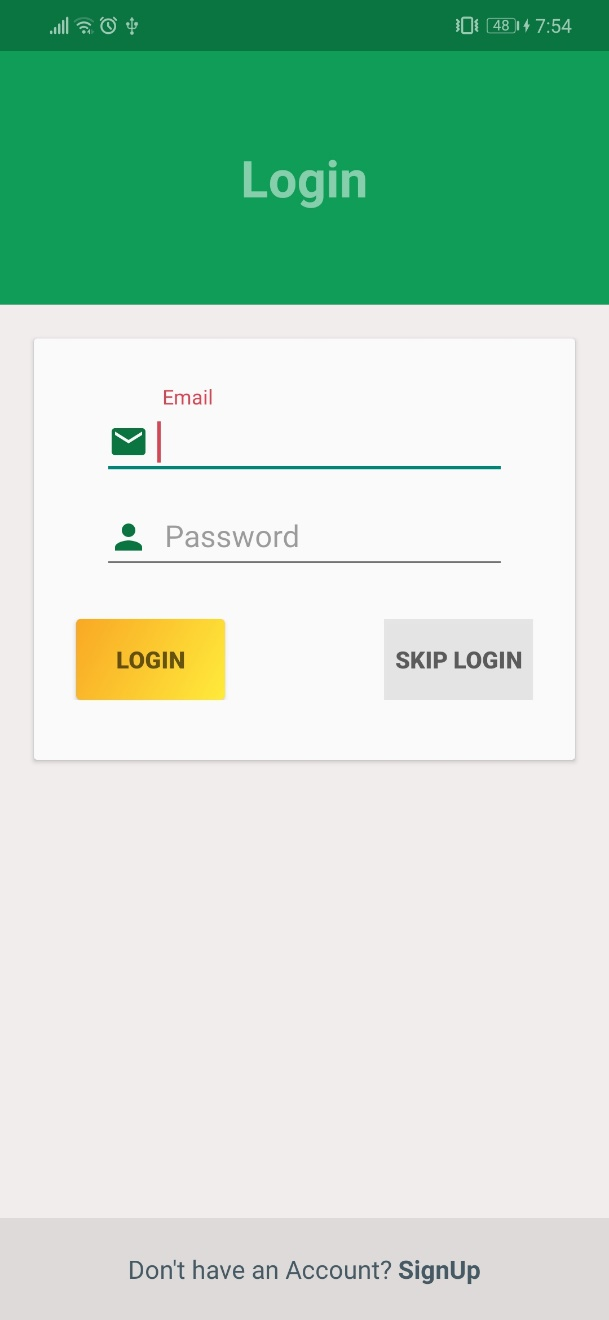 48 7:54
Login
Email
Password
LOGIN SKIP LOGIN
Don't have an Account? SignUp